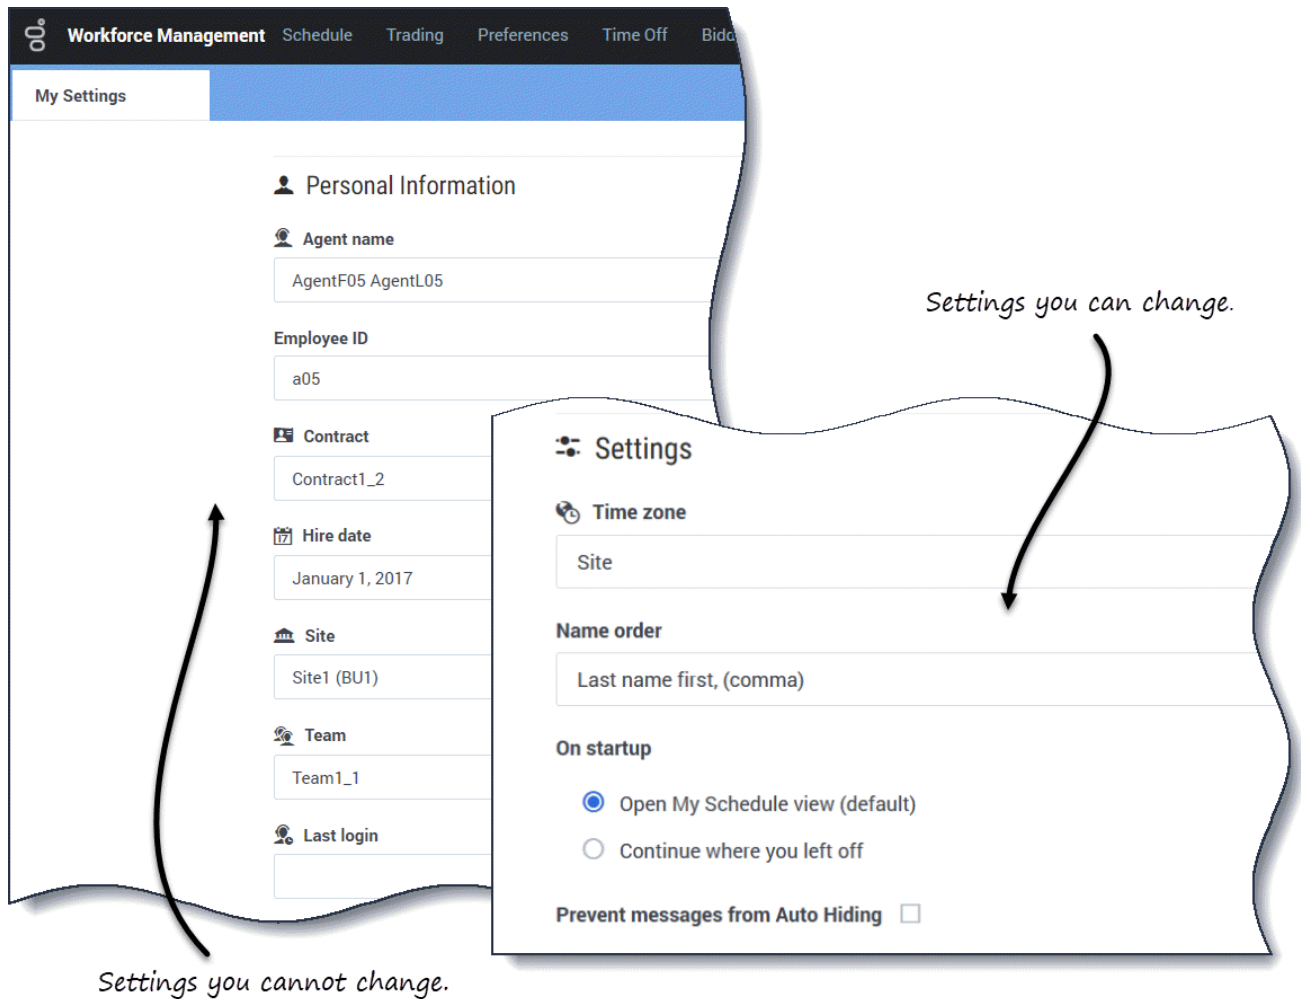 Workforce Management Schedule Trading Preferences Time Off
My Settings
Personal Information
Agent name
AgentF05 AgentL05
Employee ID
a05
Contract
Contract1_2
Hire date
17
January 1, 2017
Site
Site1 (BU1)
Team
Team1_1
Last login
Settings you cannot change.
Settings you can change.
Settings
Time zone
Site
Name order
Last name first, (comma)
On startup
Open My Schedule view (default)
Continue where you left off
Prevent messages from Auto Hiding